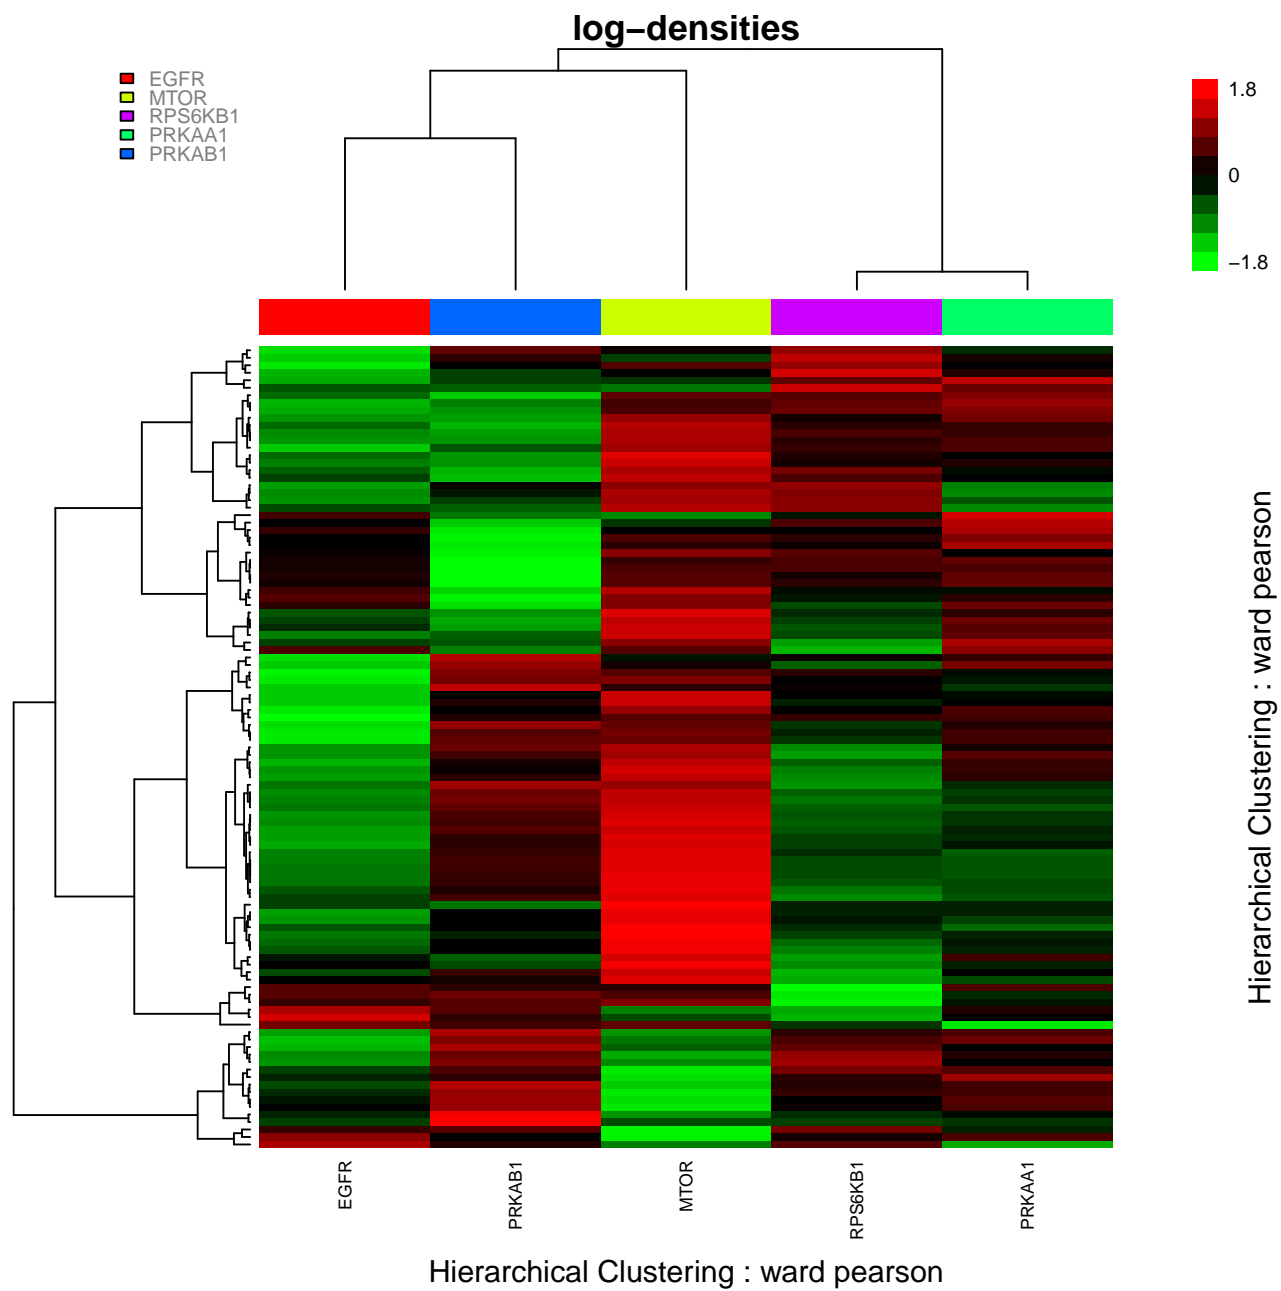 log−densities
EGFR
MTOR
RPS6KB1
PRKAA1
PRKAB1
1.8
0
−1.8
EGFR
PRKAB1
MTOR
RPS6KB1
PRKAA1
Hierarchical Clustering : ward pearson
Hierarchical Clustering : ward pearson